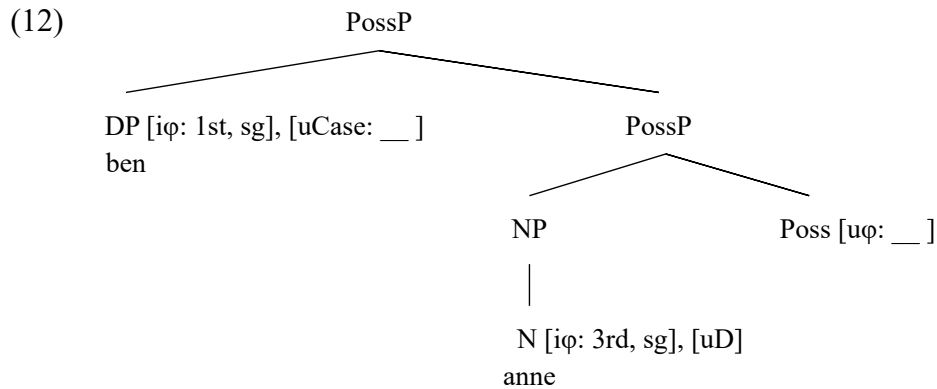 (12) PossP
DP [iφ: 1st, sg], [uCase: __ ] PossP
ben
NP Poss [uφ: __ ]
N [iφ: 3rd, sg], [uD]
anne